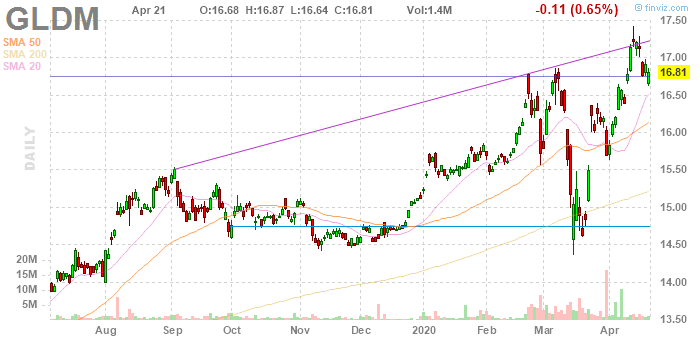 GLDM Apr 21 O:16.68 H:16.87 L:16.64 C:16.81 Vol:1.4M -0.11 (0.65%) © finviz.com
SMA 50
SMA 200
SMA 20
DAILY
17.50
17.00
16.81
16.50
16.00
15.50
15.00
14.50
14.00
13.50
20M
15M
10M
5M
Aug Sep Oct Nov Dec 2020 Feb Mar Apr